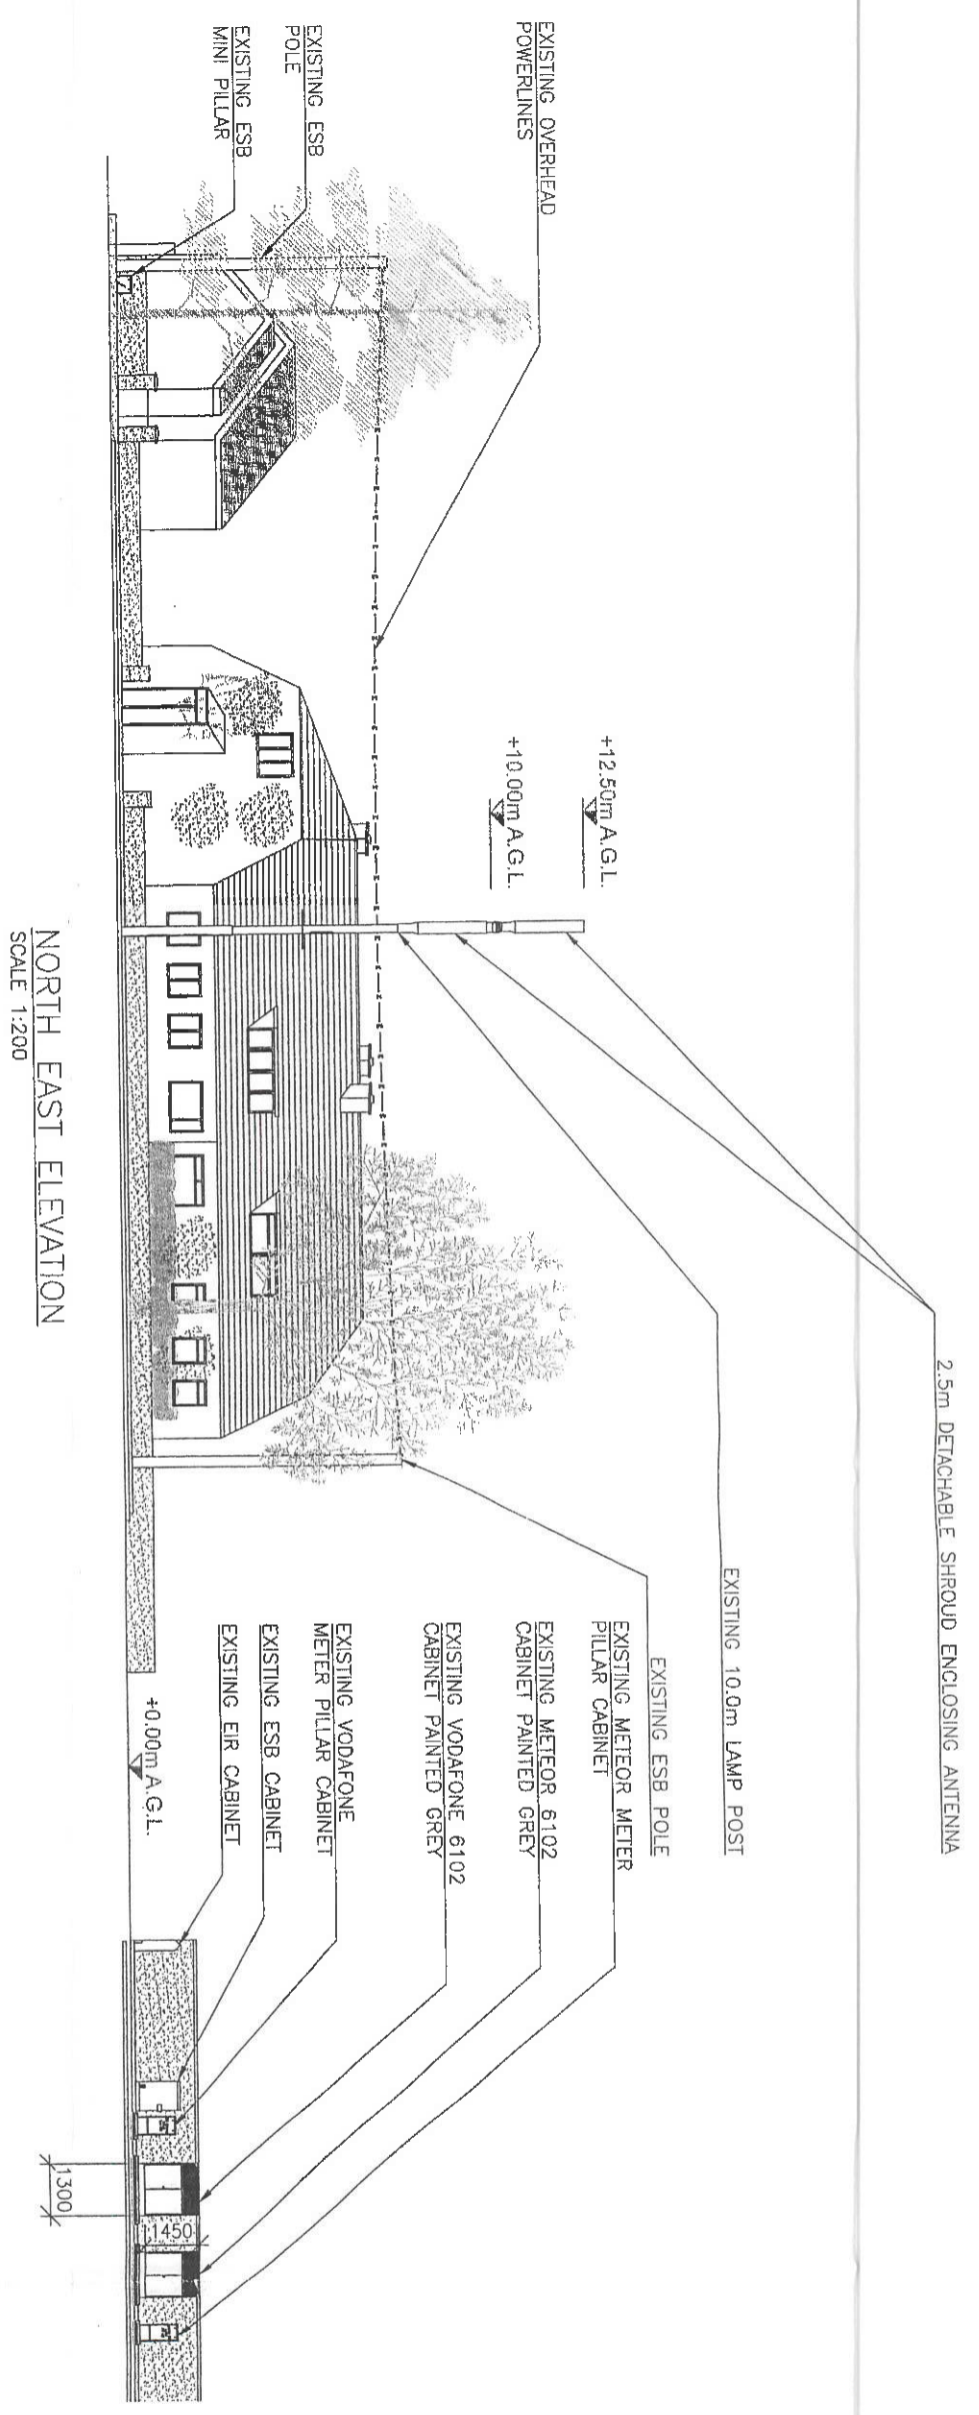 2.5m DETACHABLE SHROUD ENCLOSING ANTENNA
EXISTING 10.0m LAMP POST
EXISTING ESB POLE
EXISTING METEOR METER
PILLAR CABINET
EXISTING METEOR 6102
CABINET PAINTED GREY
EXISTING VODAFONE 6102
CABINET PAINTED GREY
EXISTING VODAFONE
METER PILLAR CABINET
EXISTING ESB CABINET
EXISTING EIR CABINET
+12.50m A.G.L.
+10.00m A.G.L.
+0.00m A.G.L.
EXISTING OVERHEAD
POWERLINES
EXISTING ESB
POLE
EXISTING ESB
MINI PILLAR
1450
1300
NORTH EAST ELEVATION
SCALE 1:200